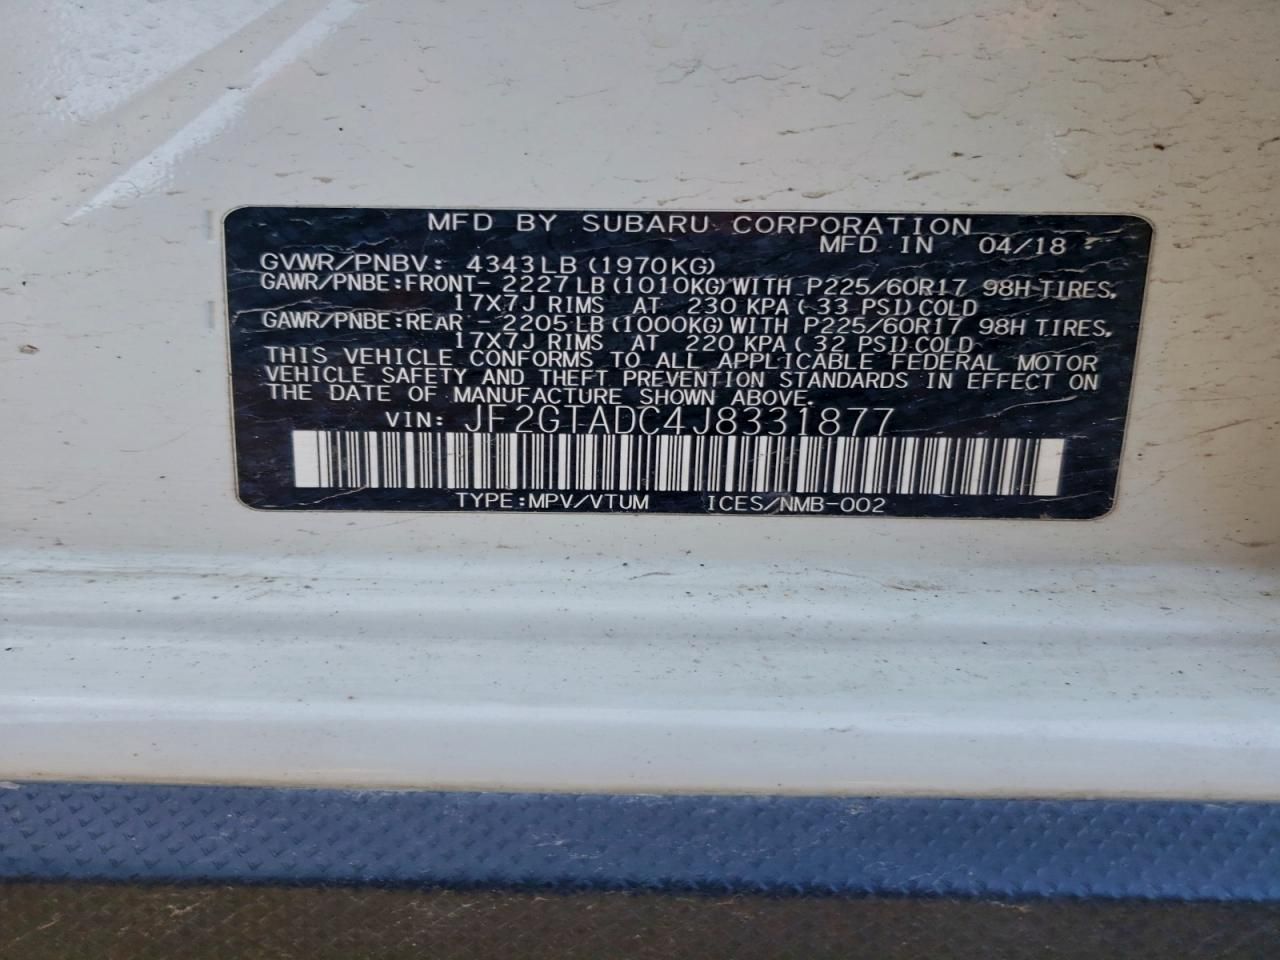 MFD BY SUBARU CORPORATION
MFD IN 04/18
GVWR/PNBV: 4343LB (1970KG)
GAWR/PNBE:FRONT- 2227LB (1010KG) WITH P225/60R17 98H TIRES,
17X7J RIMS AT 230 KPA( 33 PSI) COLD
GAWR/PNBE:REAR - 2205LB (1000KG) WITH P225/60R17 98H TIRES,
17X7J RIMS AT 220 KPA( 32 PSI) COLD
THIS VEHICLE CONFORMS TO ALL APPLICABLE FEDERAL MOTOR
VEHICLE SAFETY AND THEFT PREVENTION STANDARDS IN EFFECT ON
THE DATE OF MANUFACTURE SHOWN ABOVE.
VIN: JF2GTADC4J8331877
TYPE:MPV/VTUM ICES/NMB-002